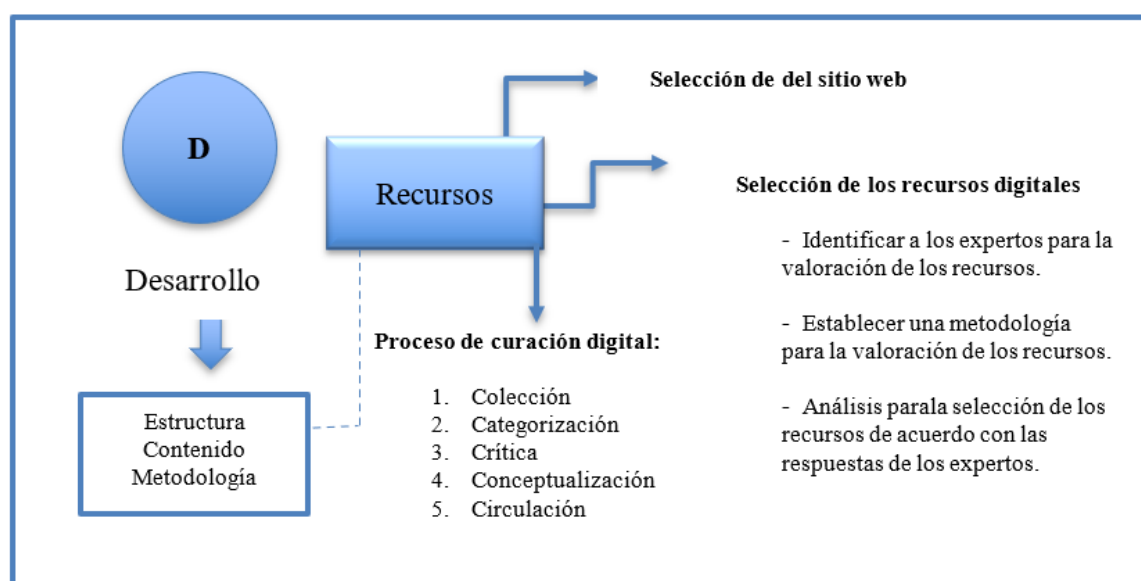 D
Desarrollo
Estructura
Contenido
Metodología
Recursos
Selección de del sitio web
Selección de los recursos digitales
- Identificar a los expertos para la
valoración de los recursos.
- Establecer una metodología
para la valoración de los recursos.
- Análisis parala selección de los
recursos de acuerdo con las
respuestas de los expertos.
Proceso de curación digital:
1. Colección
2. Categorización
3. Crítica
4. Conceptualización
5. Circulación